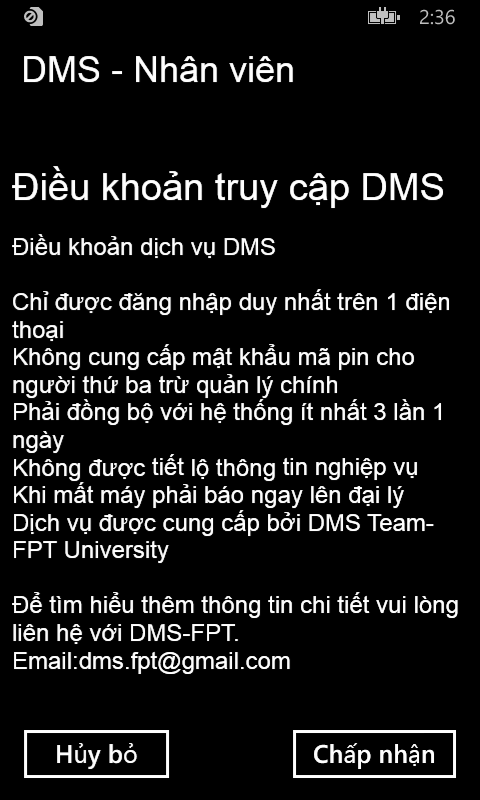 2:36
DMS - Nhân viên
Điều khoản truy cập DMS
Điều khoản dịch vụ DMS
Chỉ được đăng nhập duy nhất trên 1 điện
thoại
Không cung cấp mật khẩu mã pin cho
người thứ ba trừ quản lý chính
Phải đồng bộ với hệ thống ít nhất 3 lần 1
ngày
Không được tiết lộ thông tin nghiệp vụ
Khi mất máy phải báo ngay lên đại lý
Dịch vụ được cung cấp bởi DMS Team-
FPT University
Để tìm hiểu thêm thông tin chi tiết vui lòng
liên hệ với DMS-FPT.
Email:dms.fpt@gmail.com
Hủy bỏ
Chấp nhận